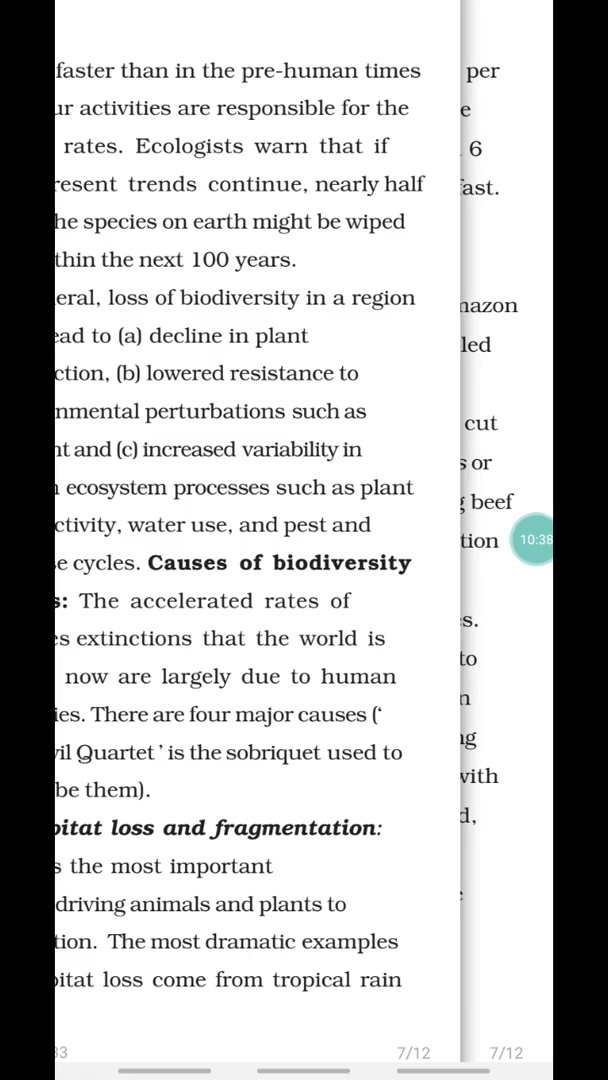 faster than in the pre-human times
ur activities are responsible for the
rates. Ecologists warn that if
resent trends continue, nearly half
he species on earth might be wiped
thin the next 100 years.
eral, loss of biodiversity in a region
ead to (a) decline in plant
ction, (b) lowered resistance to
nmental perturbations such as
nt and (c) increased variability in
ecosystem processes such as plant
ctivity, water use, and pest and
e cycles. Causes of biodiversity
s: The accelerated rates of
es extinctions that the world is
now are largely due to human
ies. There are four major causes (‘
vil Quartet ’ is the sobriquet used to
be them).
bitat loss and fragmentation:
s the most important
driving animals and plants to
tion. The most dramatic examples
bitat loss come from tropical rain
33
7/12
per
e
6
fast.
mazon
led
cut
s or
g beef
tion
10:38
s.
to
n
ng
with
d,
7/12